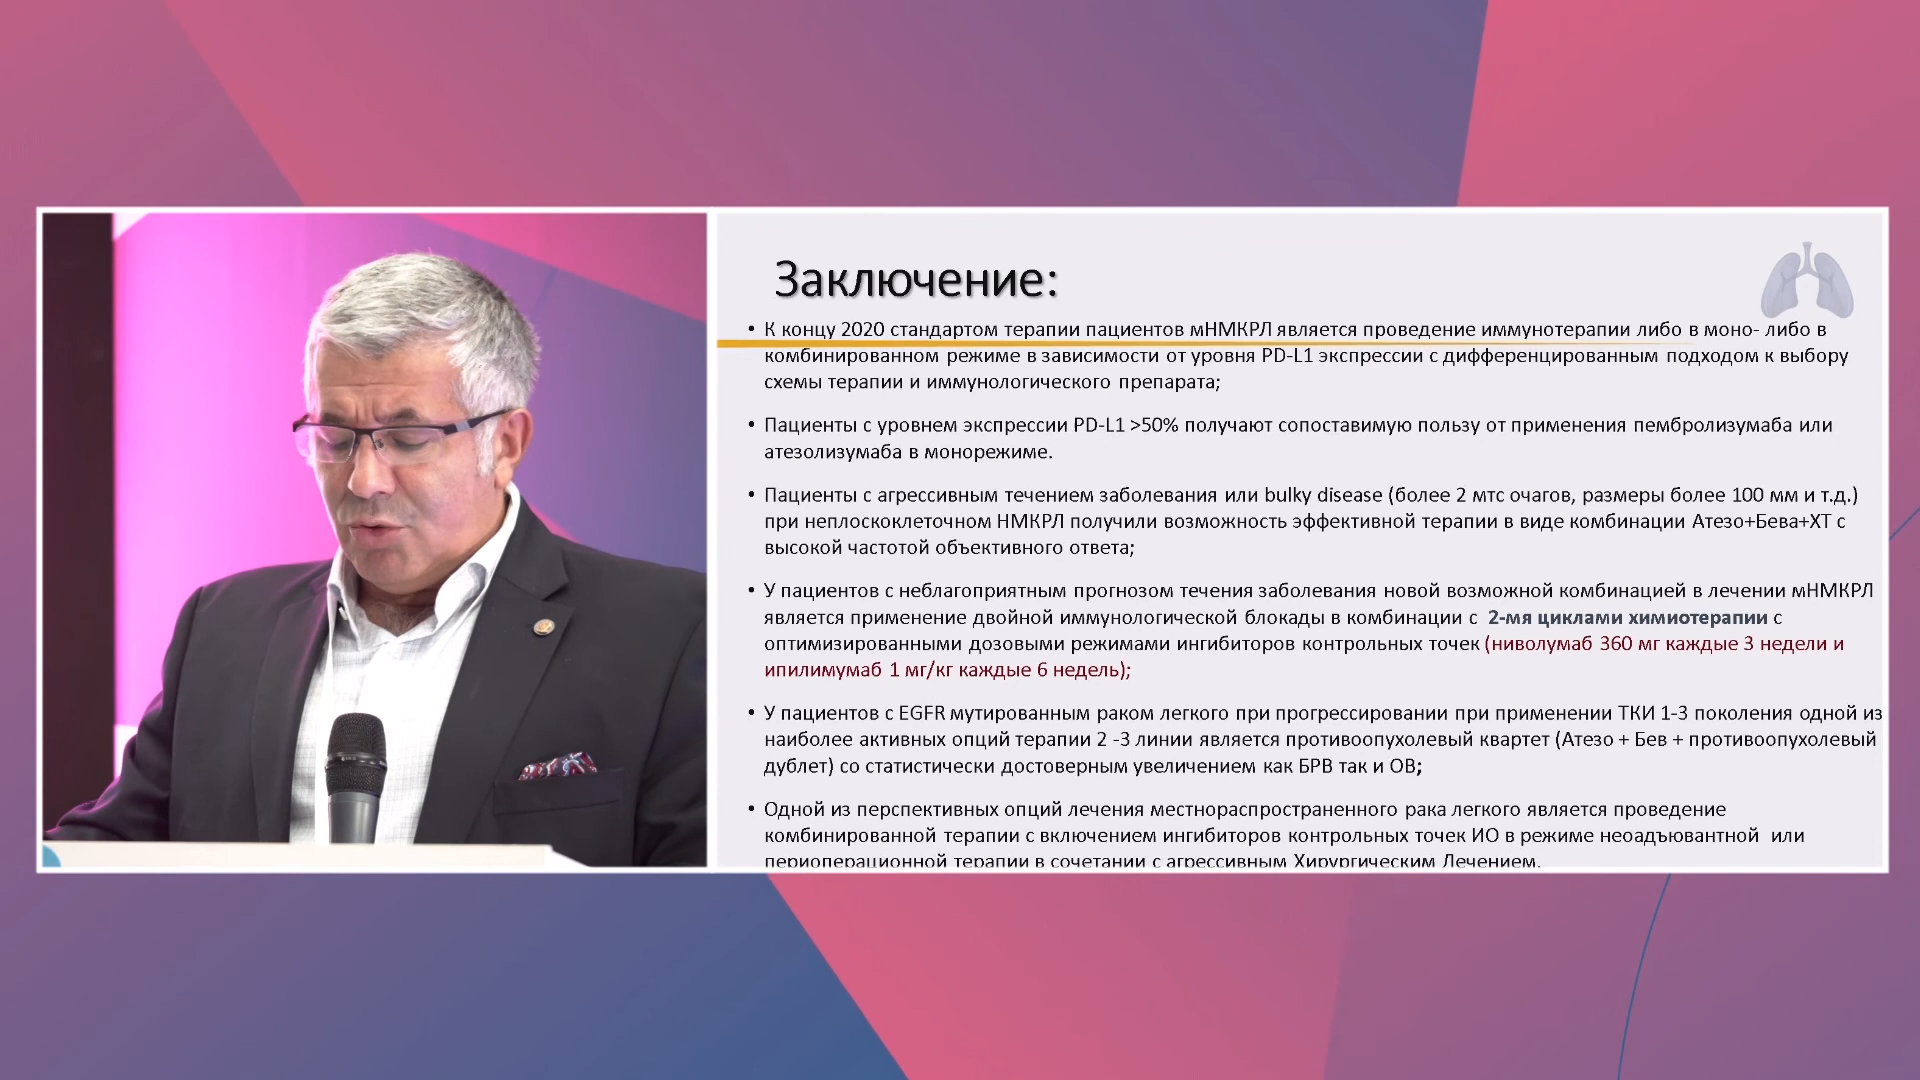 Заключение:
• К концу 2020 стандартом терапии пациентов мНМКРЛ является проведение иммунотерапии либо в моно- либо в
комбинированном режиме в зависимости от уровня PD-L1 экспрессии с дифференцированным подходом к выбору
схемы терапии и иммунологического препарата;
• Пациенты с уровнем экспрессии PD-L1 >50% получают сопоставимую пользу от применения пембролизумаба или
атезолизумаба в монорежиме.
• Пациенты с агрессивным течением заболевания или bulky disease (более 2 мтс очагов, размеры более 100 мм и т.д.)
при неплоскоклеточном НМКРЛ получили возможность эффективной терапии в виде комбинации Атезо+Бева+ХТ с
высокой частотой объективного ответа;
• У пациентов с неблагоприятным прогнозом течения заболевания новой возможной комбинацией в лечении мНМКРЛ
является применение двойной иммунологической блокады в комбинации с 2-мя циклами химиотерапии с
оптимизированными дозовыми режимами ингибиторов контрольных точек (ниволумаб 360 мг каждые 3 недели и
ипилимумаб 1 мг/кг каждые 6 недель);
• У пациентов с EGFR мутированным раком легкого при прогрессировании при применении ТКИ 1-3 поколения одной из
наиболее активных опций терапии 2 -3 линии является противоопухолевый квартет (Атезо + Бев + противоопухолевый
дублет) со статистически достоверным увеличением как БРВ так и ОВ;
• Одной из перспективных опций лечения местнораспространенного рака легкого является проведение
комбинированной терапии с включением ингибиторов контрольных точек ИО в режиме неоадъювантной или
периоперационной терапии в сочетании с агрессивным Хирургическим Лечением.